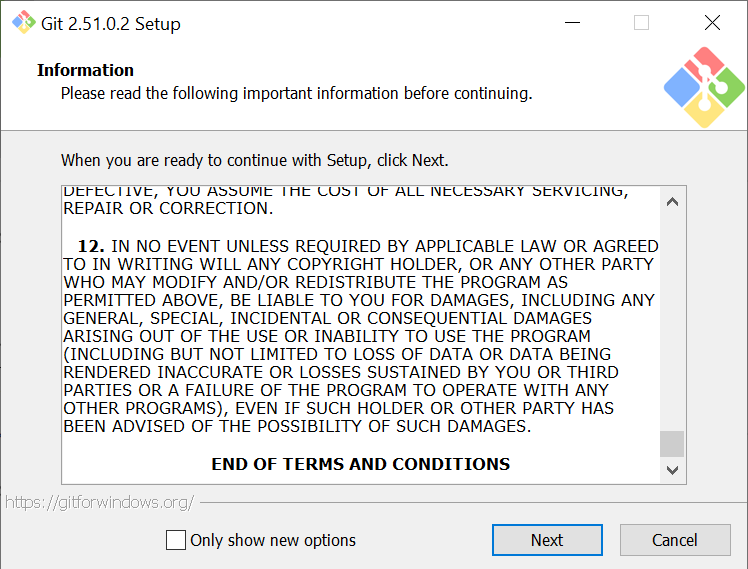 Git 2.51.0.2 Setup
Information
Please read the following important information before continuing.
When you are ready to continue with Setup, click Next.
DEFECTIVE, YOU ASSUME THE COST OF ALL NECESSARY SERVICING,
REPAIR OR CORRECTION.
12. IN NO EVENT UNLESS REQUIRED BY APPLICABLE LAW OR AGREED
TO IN WRITING WILL ANY COPYRIGHT HOLDER, OR ANY OTHER PARTY
WHO MAY MODIFY AND/OR REDISTRIBUTE THE PROGRAM AS
PERMITTED ABOVE, BE LIABLE TO YOU FOR DAMAGES, INCLUDING ANY
GENERAL, SPECIAL, INCIDENTAL OR CONSEQUENTIAL DAMAGES
ARISING OUT OF THE USE OR INABILITY TO USE THE PROGRAM
(INCLUDING BUT NOT LIMITED TO LOSS OF DATA OR DATA BEING
RENDERED INACCURATE OR LOSSES SUSTAINED BY YOU OR THIRD
PARTIES OR A FAILURE OF THE PROGRAM TO OPERATE WITH ANY
OTHER PROGRAMS), EVEN IF SUCH HOLDER OR OTHER PARTY HAS
BEEN ADVISED OF THE POSSIBILITY OF SUCH DAMAGES.
END OF TERMS AND CONDITIONS
https://gitforwindows.org/
Only show new options
Next
Cancel